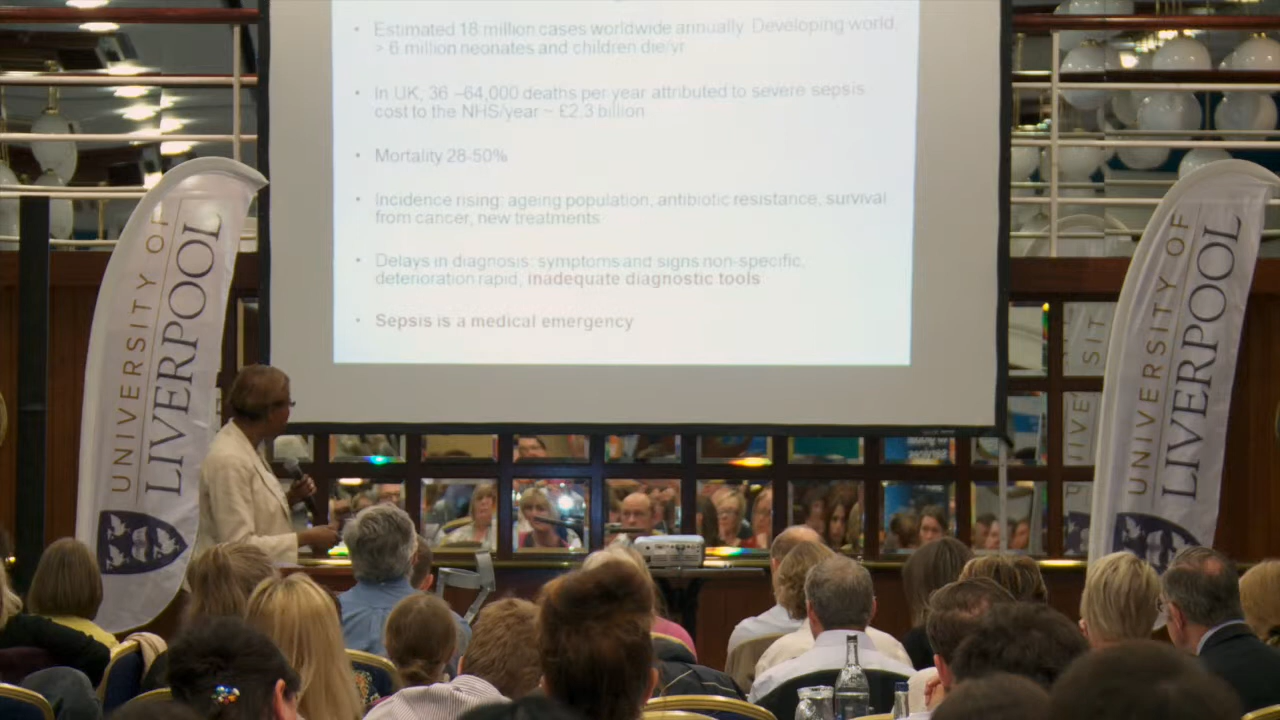 • Estimated 18 million cases worldwide annually. Developing world,
> 6 million neonates and children die/yr
• In UK, 36 –64,000 deaths per year attributed to severe sepsis
cost to the NHS/year ~ £2.3 billion
• Mortality 28-50%
• Incidence rising: ageing population, antibiotic resistance, survival
from cancer, new treatments
• Delays in diagnosis: symptoms and signs non-specific,
deterioration rapid, inadequate diagnostic tools
• Sepsis is a medical emergency
UNIVERSITY OF
LIVERPOOL
UNIVERSITY OF
LIVERPOOL